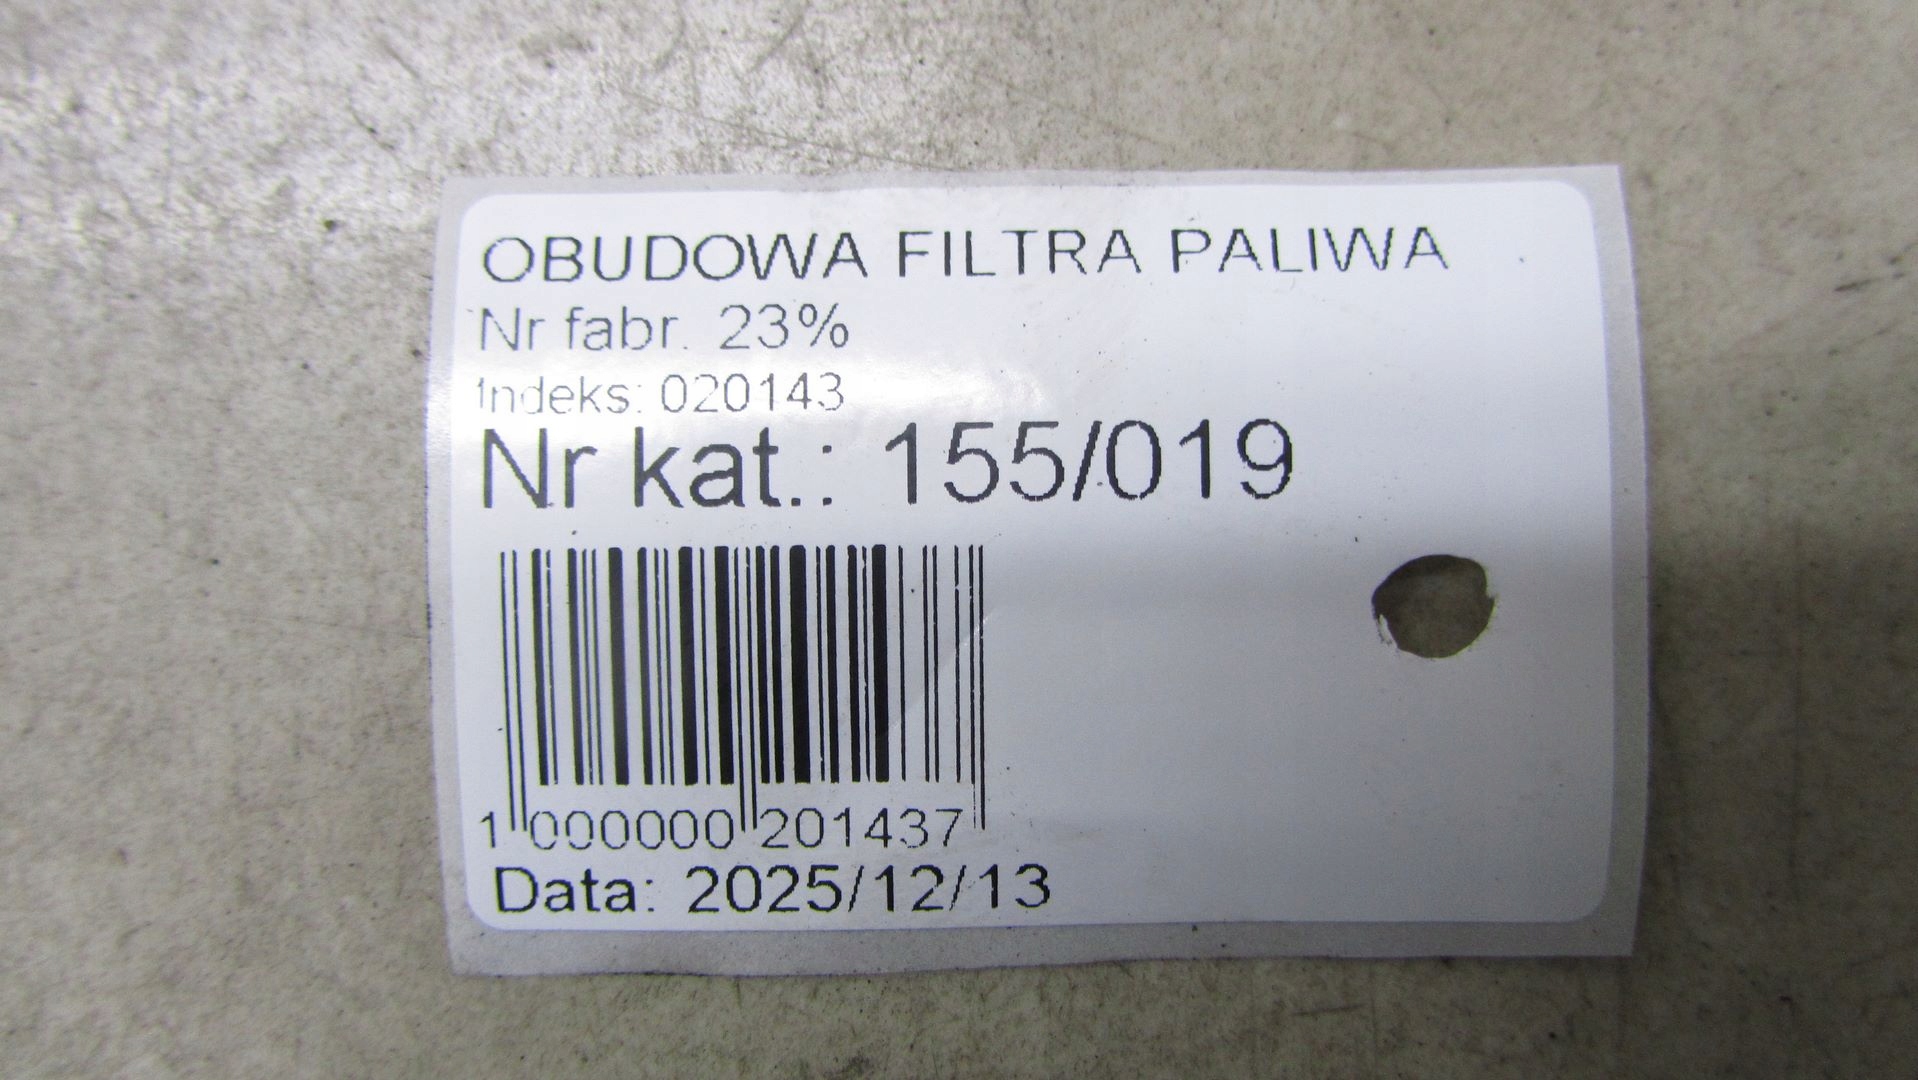 OBUDOWA FILTRA PALIWA
Nr fabr. 23%
Indeks: 020143
Nr kat.: 155/019
1 000000 201437
Data: 2025/12/13